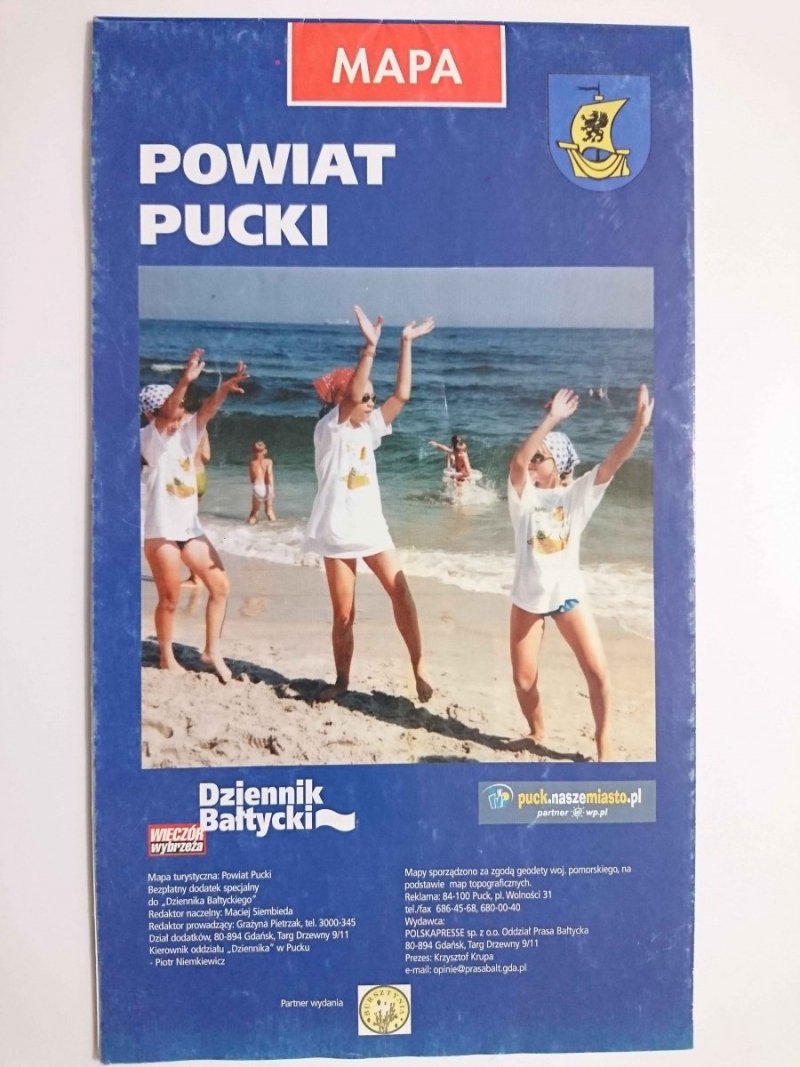 MAPA
POWIAT
PUCKI
Dziennik
Bałtycki
WIECZÓR
wybrzeża
puck.naszemiasto.pl
partner wp.pl
Mapa turystyczna: Powiat Pucki
Bezpłatny dodatek specjalny
do „Dziennika Bałtyckiego"
Redaktor naczelny: Maciej Siembieda
Redaktor prowadzący: Grażyna Pietrzak, tel. 3000-345
Dział dodatków, 80-894 Gdańsk, Targ Drzewny 9/11
Kierownik oddziału „Dziennika" w Pucku
- Piotr Niemkiewicz
Mapy sporządzono za zgodą geodety woj. pomorskiego, na
podstawie map topograficznych.
Reklama: 84-100 Puck, pl. Wolności 31
tel./fax 686-45-68, 680-00-40
Wydawca:
POLSKAPRESSE sp. z o.o. Oddział Prasa Bałtycka
80-894 Gdańsk, Targ Drzewny 9/11
Prezes: Krzysztof Krupa
e-mail: opinie@prasabalt.gda.pl
Partner wydania
BURSZTYNIA